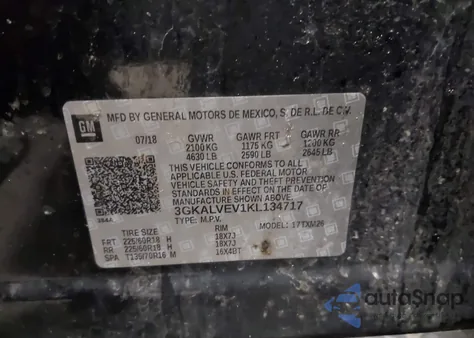 GM
MFD BY GENERAL MOTORS DE MEXICO, S. DE R.L. DE C.V.
07/18 GVWR GAWR FRT GAWR RR
2100 KG 1175 KG 1200 KG
4630 LB 2590 LB 2645 LB
THIS VEHICLE CONFORMS TO ALL
APPLICABLE U.S. FEDERAL MOTOR
VEHICLE SAFETY, BUMPER, AND THEFT
PREVENTION STANDARDS IN EFFECT ON
THE DATE OF MANUFACTURE SHOWN ABOVE.
3GKALVEV1KL134717
TYPE: M.P.V. MODEL: 17TXM26
TIRE SIZE RIM
FRT 225/60R18 H 18X7J
RR 225/60R18 H 18X7J
SPA T135/70R16 M 16X4BT
autosnap